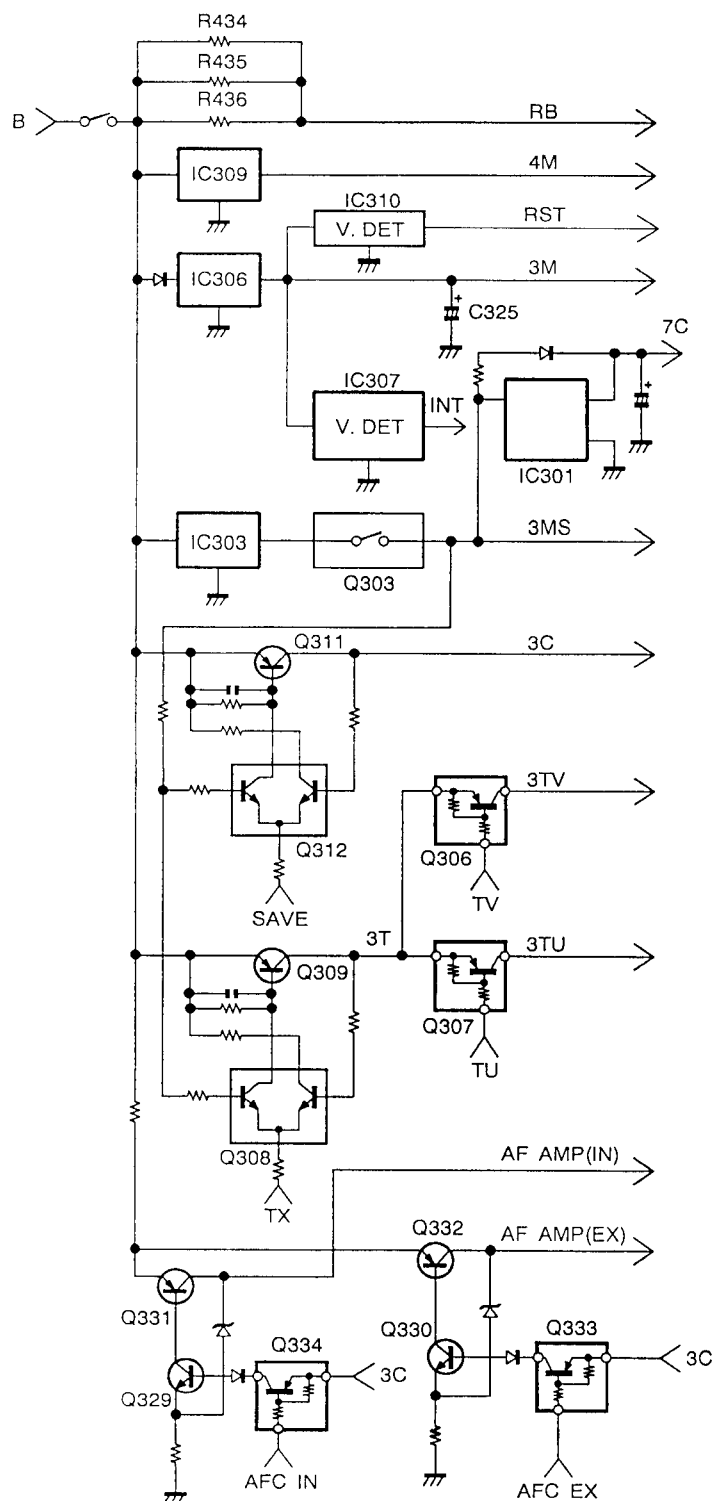 R434
R435
R436
B
RB
IC309
4M
IC310
V. DET
RST
IC306
3M
C325
+
7C
IC307
V. DET
INT
+
IC301
IC303
Q303
3MS
Q311
3C
Q312
SAVE
3TV
Q306
TV
Q309
3T
3TU
Q307
TU
Q308
TX
AF AMP(IN)
Q332
AF AMP(EX)
Q331
Q334
3C
Q330
Q333
3C
Q329
AFC IN
AFC EX